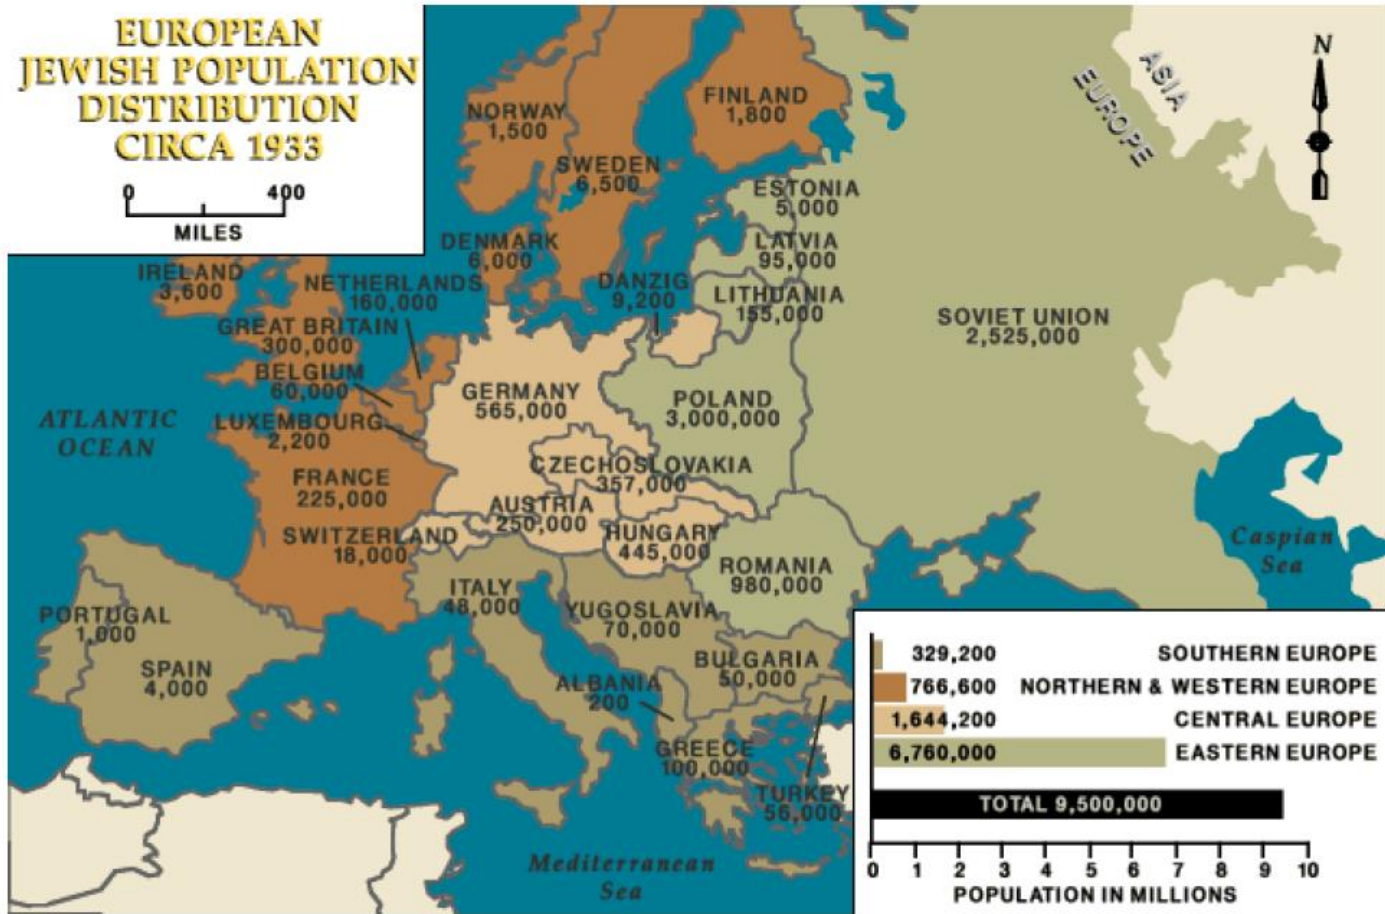 EUROPEAN
JEWISH POPULATION
DISTRIBUTION
CIRCA 1933
0 400
MILES
N
ASIA
EUROPE
NORWAY
1,500
FINLAND
1,800
SWEDEN
6,500
ESTONIA
5,000
DENMARK
6,000
LATVIA
95,000
IRELAND
3,600
NETHERLANDS
160,000
DANZIG
9,200
LITHUANIA
155,000
SOVIET UNION
2,525,000
GREAT BRITAIN
300,000
BELGIUM
60,000
GERMANY
565,000
POLAND
3,000,000
ATLANTIC
OCEAN
LUXEMBOURG
2,200
FRANCE
225,000
CZECHOSLOVAKIA
357,000
AUSTRIA
250,000
SWITZERLAND
18,000
HUNGARY
445,000
Caspian
Sea
ROMANIA
980,000
ITALY
48,000
YUGOSLAVIA
70,000
PORTUGAL
1,000
SPAIN
4,000
BULGARIA
50,000
ALBANIA
200
GREECE
100,000
TURKEY
56,000
Mediterranean
Sea
329,200 SOUTHERN EUROPE
766,600 NORTHERN & WESTERN EUROPE
1,644,200 CENTRAL EUROPE
6,760,000 EASTERN EUROPE
TOTAL 9,500,000
0 1 2 3 4 5 6 7 8 9 10
POPULATION IN MILLIONS